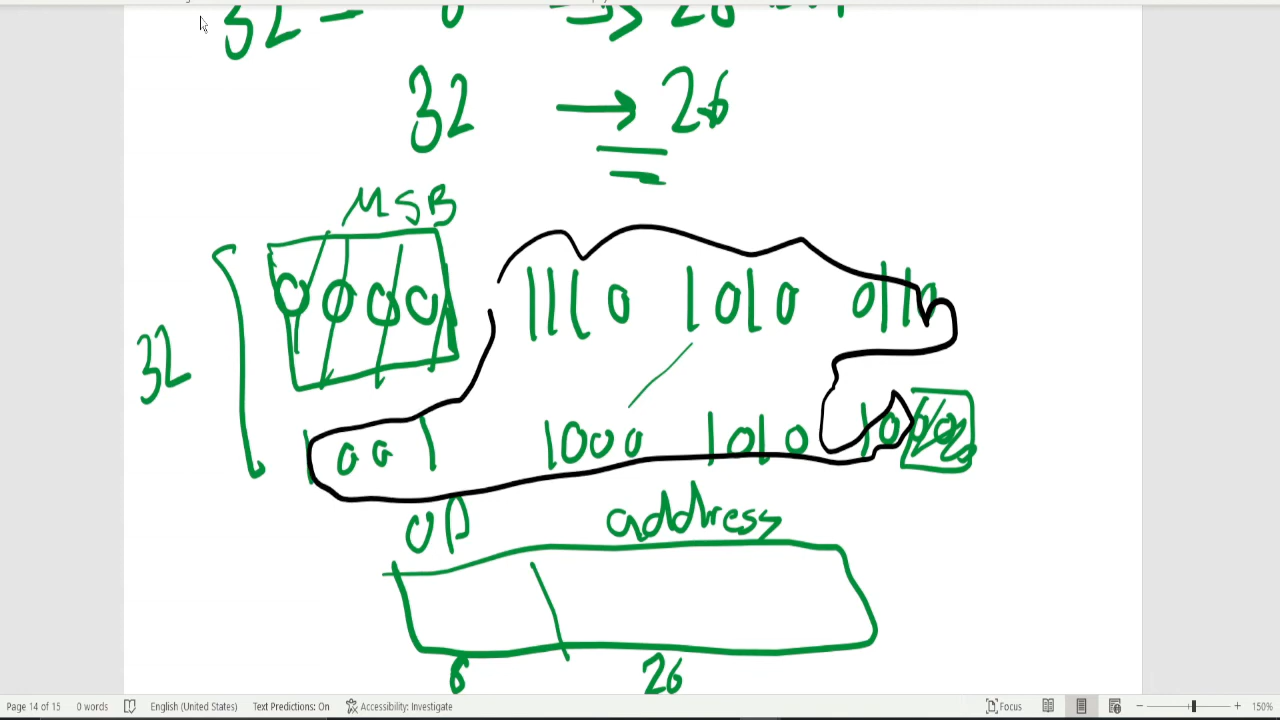 32 -
32 → 26
MSB
0000 1110 1010 0110
32
1001 1000 1010 10
OP address
6 26
Page 14 of 15 0 words English (United States) Text Predictions: On Accessibility: Investigate Focus 150%